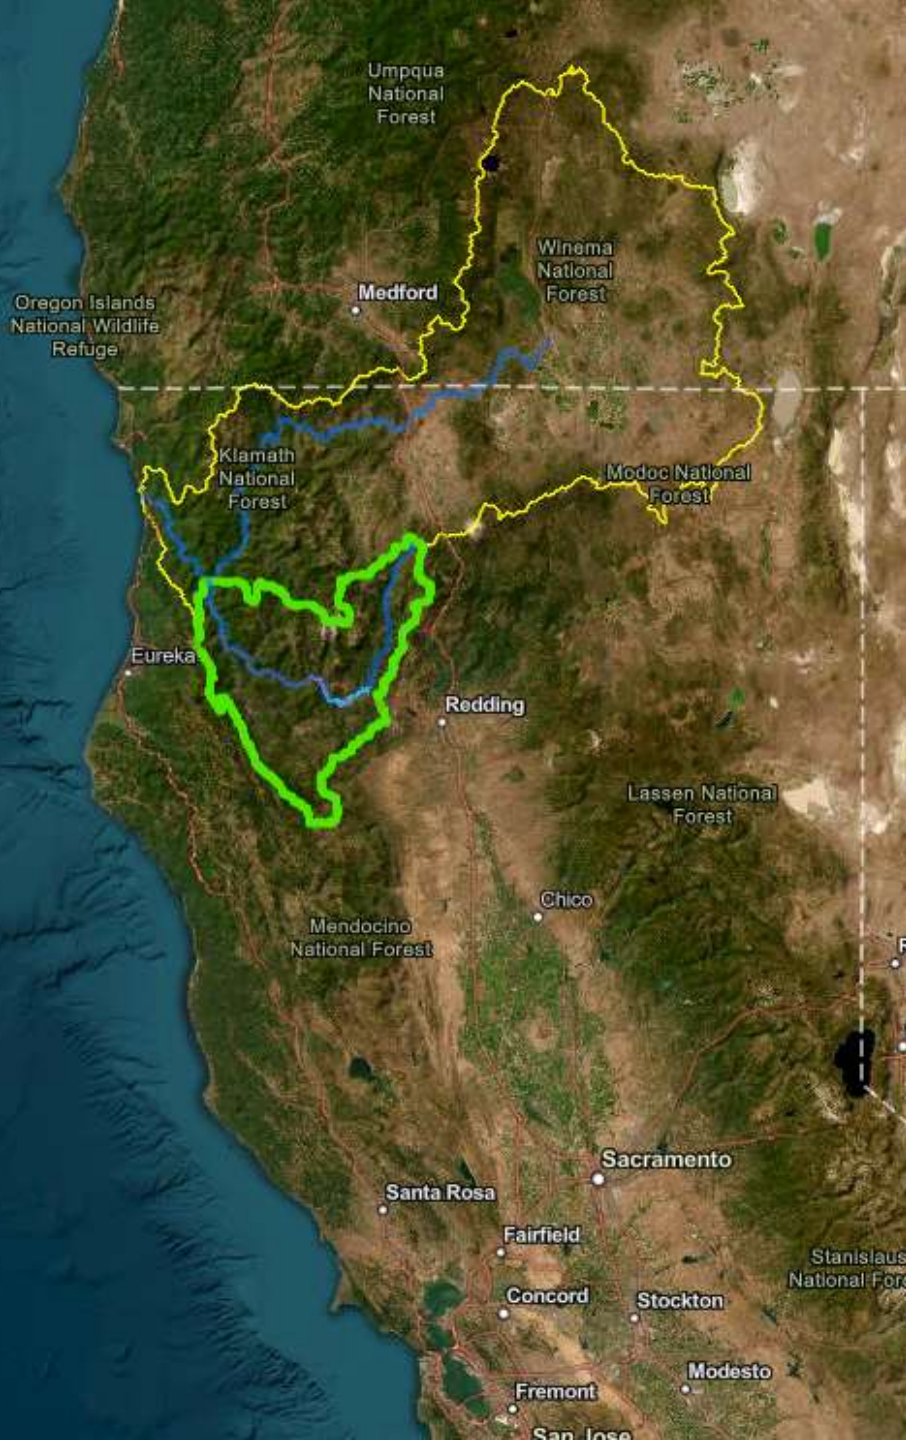 Umpqua
National
Forest
Winema
National
Forest
Medford
Oregon Islands
National Wildlife
Refuge
Klamath
National
Forest
Modoc National
Forest
Eureka
Redding
Lassen National
Forest
Chico
Mendocino
National Forest
Sacramento
Santa Rosa
Fairfield
Stanislaus
National
Concord
Stockton
Modesto
Fremont
San Jose